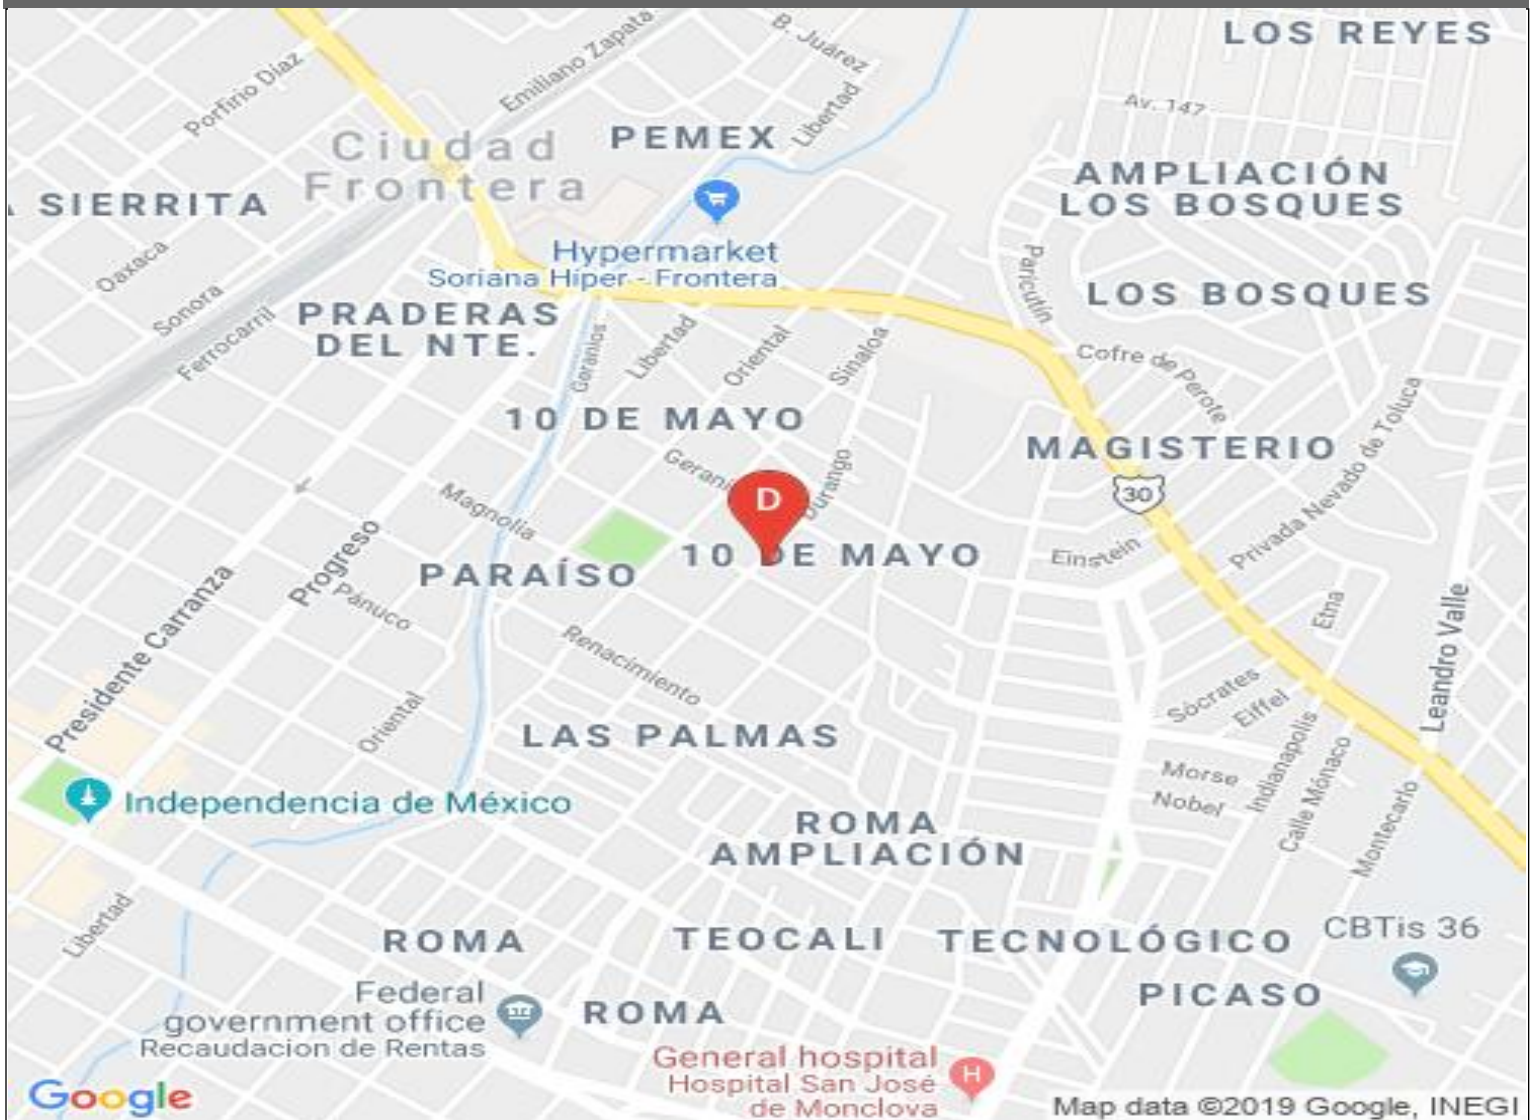 LOS REYES
B. Juárez
Emiliano Zapata
Porfirio Díaz
Libertad
Av. 147
Ciudad
Frontera
PEMEX
AMPLIACIÓN
LOS BOSQUES
SIERRITA
Oaxaca
Hypermarket
Soriana Híper - Frontera
Paricutín
LOS BOSQUES
Sonora
Ferrocarril
PRADERAS
DEL NTE.
Geranios
Libertad
Oriental
Sinaloa
Cofre de Perote
10 DE MAYO
MAGISTERIO
Privada Nevado de Toluca
Magnolia
D
Durango
30
10 DE MAYO
Einstein
Progreso
PARAÍSO
Pánuco
Presidente Carranza
Renacimiento
Etna
Leandro Valle
Sócrates
Eiffel
Oriental
LAS PALMAS
Indianapolis
Calle Mónaco
Morse
Nobel
Montecarlo
Independencia de México
ROMA
AMPLIACIÓN
Libertad
ROMA
TEOCALI
TECNOLÓGICO
CBTis 36
PICASO
Federal
government office
Recaudacion de Rentas
ROMA
General hospital
Hospital San José
de Monclova
H
Google
Map data ©2019 Google, INEGI